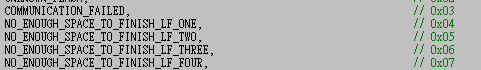 COMMUNICATION_FAILED, // 0x03
NO_ENOUGH_SPACE_TO_FINISH_LF_ONE, // 0x04
NO_ENOUGH_SPACE_TO_FINISH_LF_TWO, // 0x05
NO_ENOUGH_SPACE_TO_FINISH_LF_THREE, // 0x06
NO_ENOUGH_SPACE_TO_FINISH_LF_FOUR, // 0x07